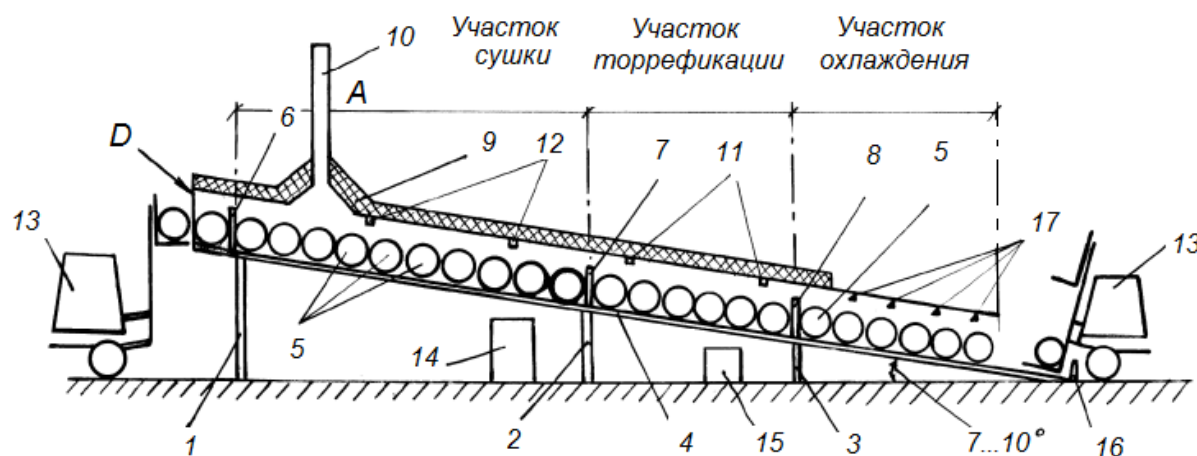 Участок
сушки
Участок
торрефикации
Участок
охлаждения
10
A
D
6
9
12
7
11
8
5
17
13
13
5
14
1
2
4
15
3
7...10°
16